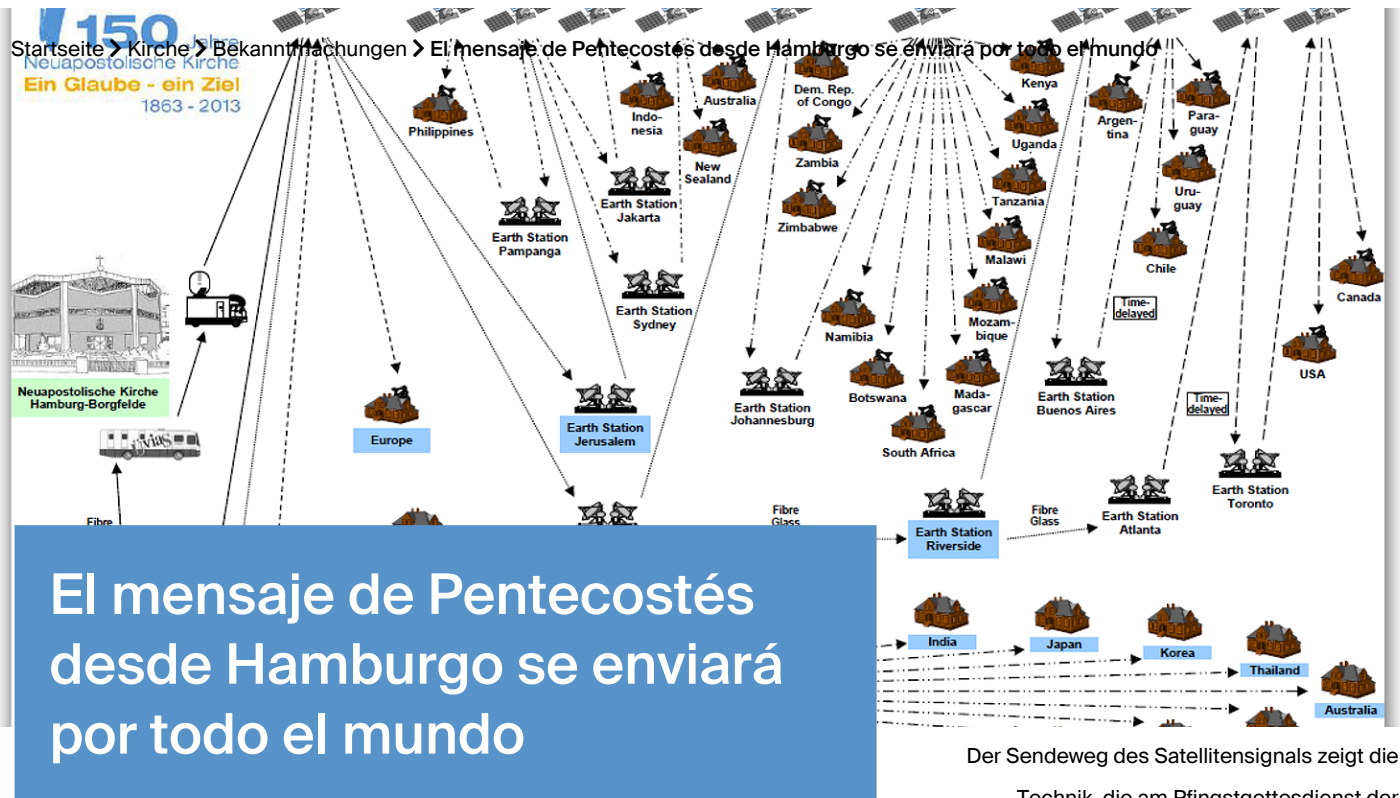 150 Jahre
Startseite > Kirche > Bekanntmachungen > El mensaje de Pentecostés desde Hamburgo se enviará por todo el mundo
Neuapostolische Kirche
Ein Glaube - ein Ziel
1863 - 2013
Philippines
Indo-
nesia
Australia
New
Sealand
Dem. Rep.
of Congo
Zambia
Zimbabwe
Kenya
Uganda
Tanzania
Malawi
Mozam-
bique
Mada-
gascar
South Africa
Botswana
Namibia
Argen-
tina
Para-
guay
Uru-
guay
Chile
Canada
USA
Time-
delayed
Time-
delayed
Earth Station
Pampanga
Earth Station
Jakarta
Earth Station
Sydney
Neuapostolische Kirche
Hamburg-Borgfelde
vias
Europe
Earth Station
Jerusalem
Earth Station
Johannesburg
Earth Station
Buenos Aires
Earth Station
Toronto
Earth Station
Atlanta
Earth Station
Riverside
Fibre
Fibre
Glass
Fibre
Glass
India
Japan
Korea
Thailand
Australia
El mensaje de Pentecostés
desde Hamburgo se enviará
por todo el mundo
Der Sendeweg des Satellitensignals zeigt die
Technik, die am Pfingstgottesdienst der